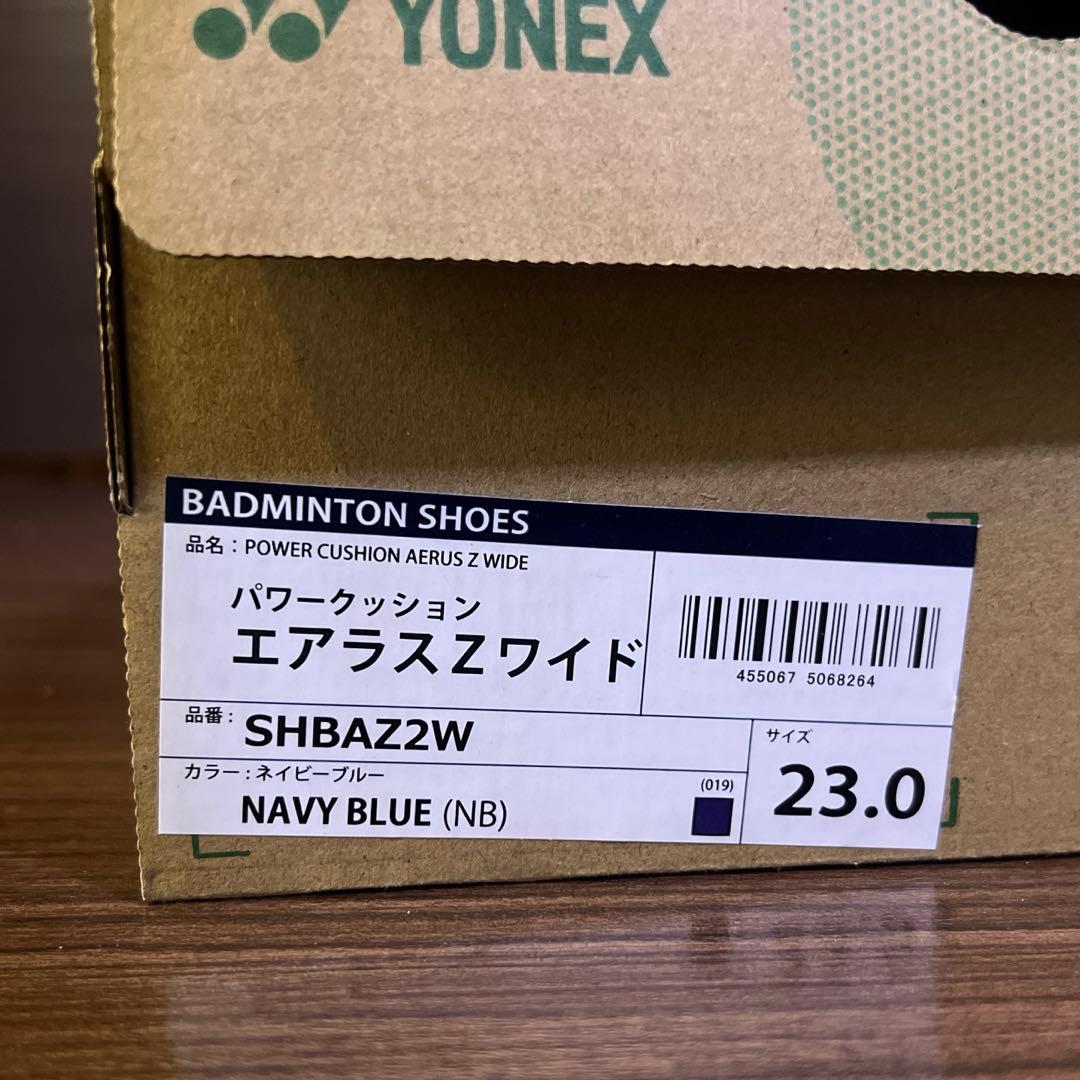 YONEX
BADMINTON SHOES
品名：POWER CUSHION AERUS Z WIDE
パワークッション
エアラスZワイド
455067 5068264
品番：SHBAZ2W
サイズ
23.0
カラー：ネイビーブルー
(019)
NAVY BLUE (NB)